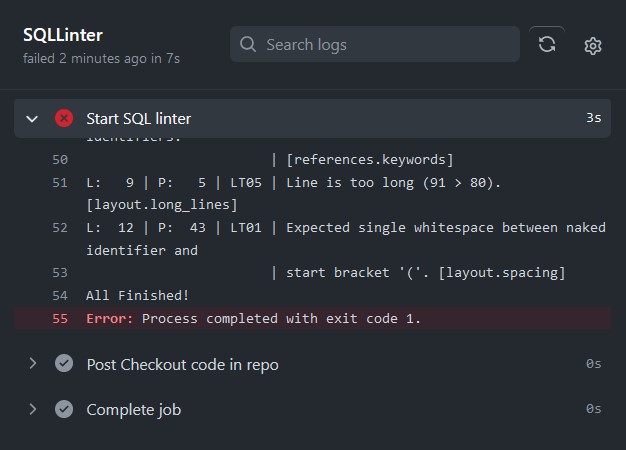 SQLLinter
failed 2 minutes ago in 7s
Search logs
Start SQL linter 3s
identifiers.
50 | [references.keywords]
51 L:   9 | P:   5 | LT05 | Line is too long (91 > 80).
[layout.long_lines]
52 L:  12 | P:  43 | LT01 | Expected single whitespace between naked
identifier and
53 | start bracket '('. [layout.spacing]
54 All Finished!
55 Error: Process completed with exit code 1.
Post Checkout code in repo 0s
Complete job 0s